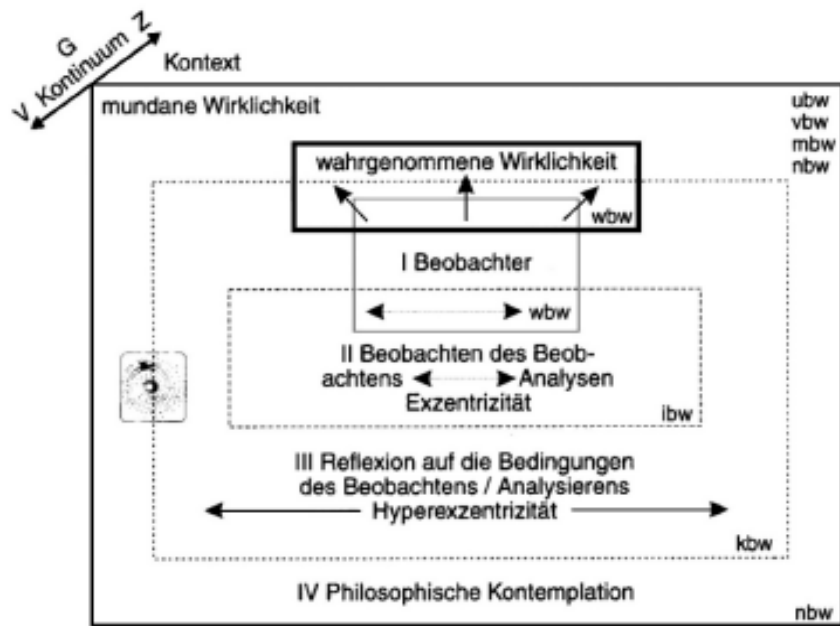 V Kontinuum Z
G
Kontext
mundane Wirklichkeit
ubw
vbw
mbw
nbw
wahrgenommene Wirklichkeit
wbw
I Beobachter
wbw
II Beobachten des Beob-
achtens Analysen
Exzentrizität
ibw
III Reflexion auf die Bedingungen
des Beobachtens / Analysierens
Hyperexzentrizität
kbw
IV Philosophische Kontemplation
nbw